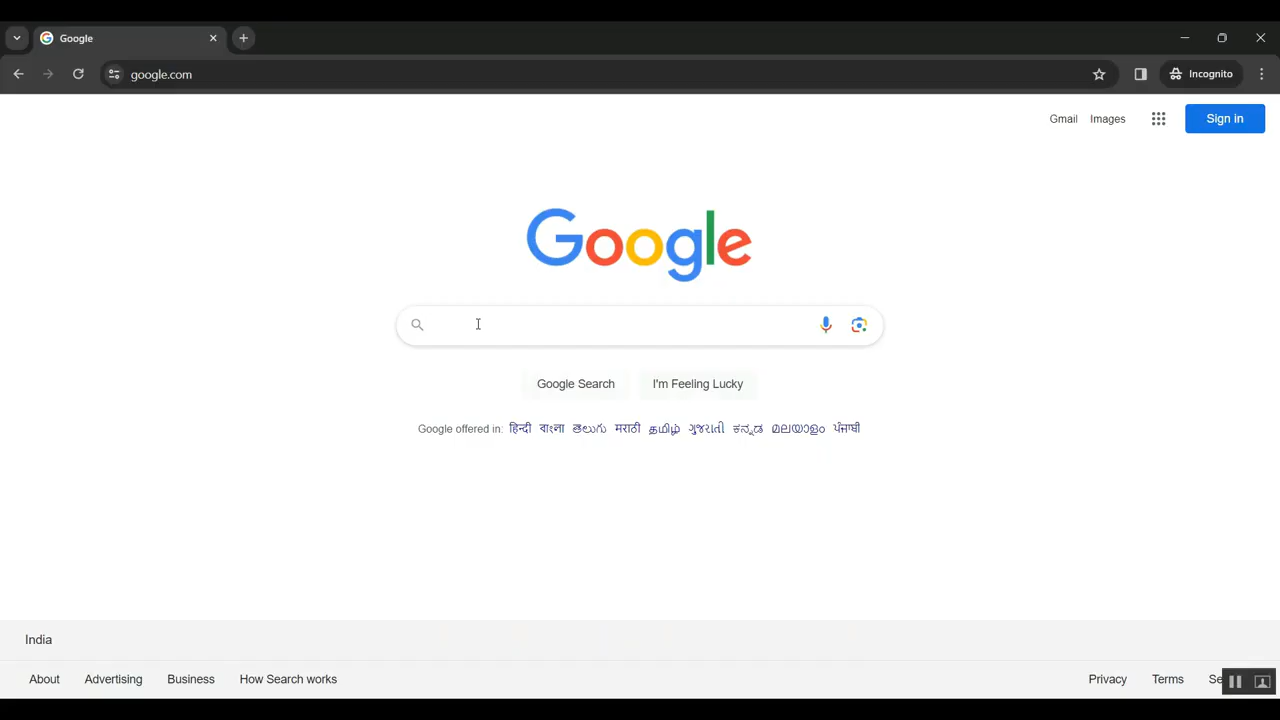 Google
google.com
Incognito
Gmail Images Sign in
Google
Google Search I'm Feeling Lucky
Google offered in: हिन्दी বাংলা తెలుగు मराठी தமிழ் ગુજરાતી ಕನ್ನಡ മലയാളം ਪੰਜਾਬੀ
India
About Advertising Business How Search works Privacy Terms Se